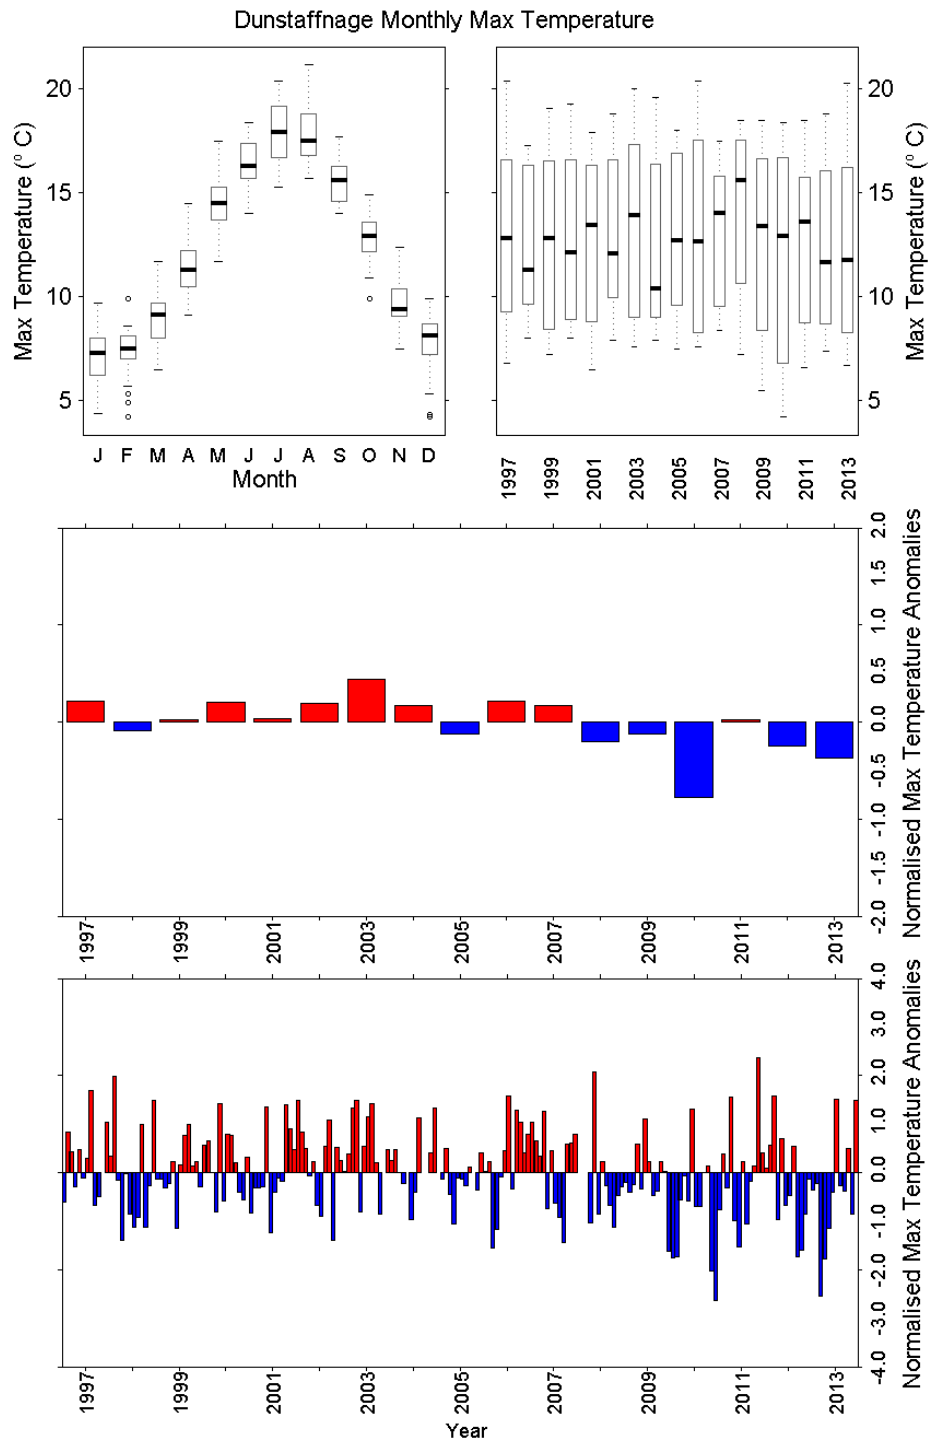 Dunstaffnage Monthly Max Temperature
Max Temperature (° C)
20
15
10
5
J F M A M J J A S O N D
Month
20
15
10
5
Max Temperature (° C)
1997 1999 2001 2003 2005 2007 2009 2011 2013
2.0
1.5
1.0
0.5
0.0
-0.5
-1.0
-1.5
-2.0
Normalised Max Temperature Anomalies
1997 1999 2001 2003 2005 2007 2009 2011 2013
4.0
3.0
2.0
1.0
0.0
-1.0
-2.0
-3.0
-4.0
Normalised Max Temperature Anomalies
1997 1999 2001 2003 2005 2007 2009 2011 2013
Year